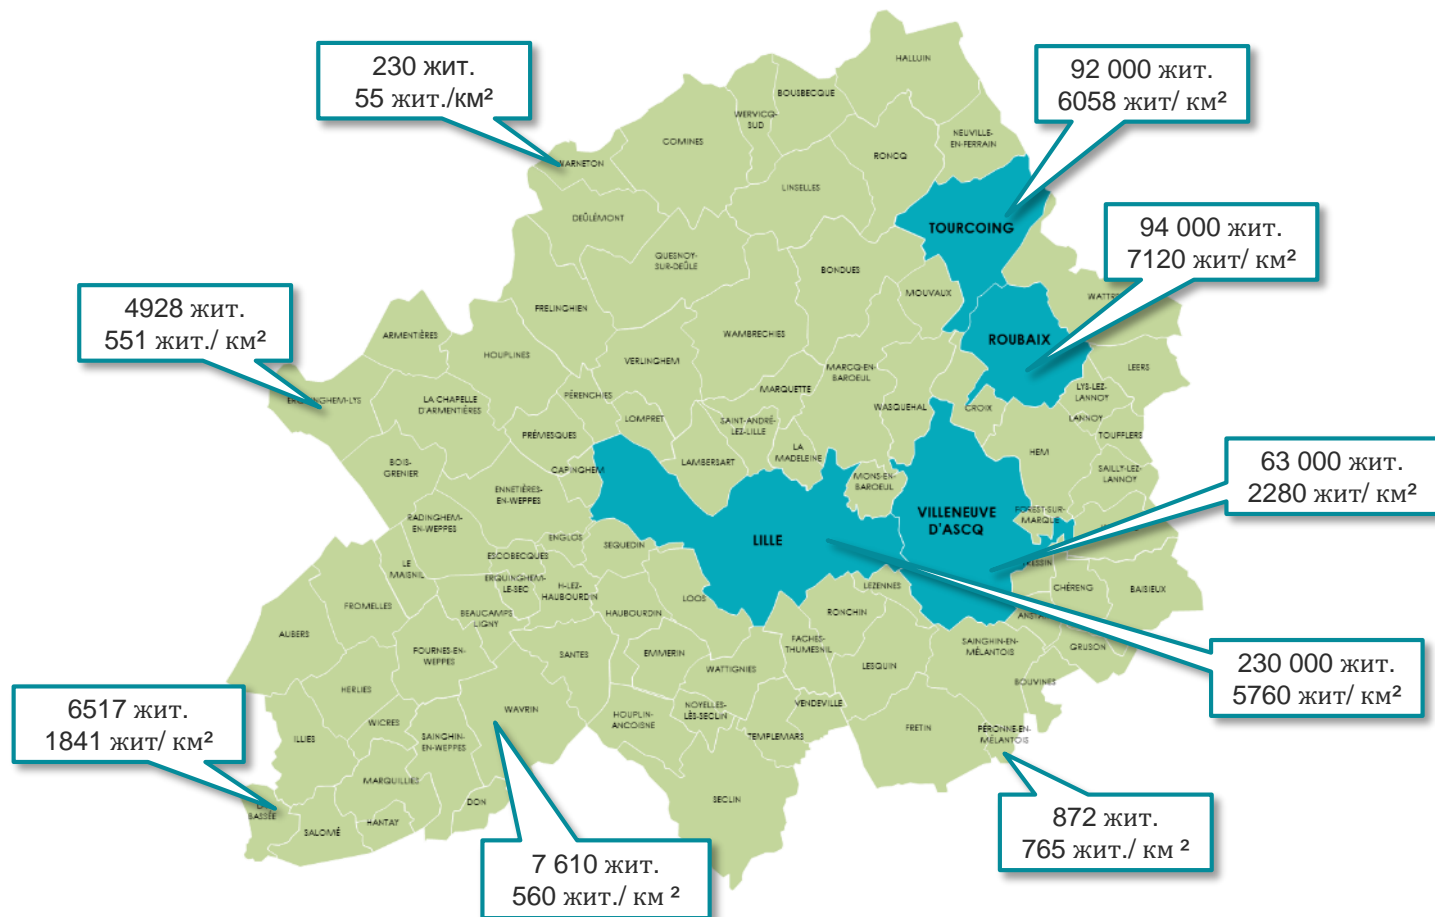 230 жит.
55 жит./км²
92 000 жит.
6058 жит/ км²
94 000 жит.
7120 жит/ км²
4928 жит.
551 жит./ км²
63 000 жит.
2280 жит/ км²
230 000 жит.
5760 жит/ км²
6517 жит.
1841 жит/ км²
7 610 жит.
560 жит./ км ²
872 жит.
765 жит./ км ²
HALLUIN
BOUSBECQUE
WERVICQ-
SUD
COMINES
NEUVILLE-
EN-FERRAIN
RONCQ
LINSELLES
DEÛLÉMONT
TOURCOING
QUESNOY-
SUR-DEÛLE
BONDUES
MOUVAUX
FRELINGHIEN
ARMENTIÈRES
HOUPLINES
WAMBRECHIES
VERLINGHEM
ROUBAIX
LEERS
MARCQ-EN-
BAROEUL
MARQUETTE
LYS-LEZ-
LANNOY
LA CHAPELLE
D'ARMENTIÈRES
PÉRENCHIES
WASQUEHAL
CROIX
LANNOY
LOMPRET
SAINT-ANDRÉ-
LEZ-LILLE
TOUFFLERS
PRÉMESQUES
LA
MADELEINE
HEM
BOIS-
GRENIER
CAPINGHEM
LAMBERSART
MONS-EN-
BAROEUL
SAILLY-LEZ-
LANNOY
ENNETIÈRES-
EN-WEPPES
VILLENEUVE
D'ASCQ
FOREST-SUR-
MARQUE
RADINGHEM-
EN-WEPPES
LILLE
ENGLOS
SEQUEDIN
ESCOBECQUES
LE
MAISNIL
ERQUINGHEM-
LE-SEC
H-LEZ-
HAUBOURDIN
LEZENNES
CHÉRENG
BAISIEUX
LOOS
FROMELLES
HAUBOURDIN
BEAUCAMPS
LIGNY
RONCHIN
AUBERS
FACHES-
THUMESNIL
SAINGHIN-EN-
MÉLANTOIS
GRUSON
FOURNES-EN-
WEPPES
SANTES
EMMERIN
WATTIGNIES
LESQUIN
BOUVINES
HERLIES
WAVRIN
NOYELLES-
LÈS-SECLIN
VENDEVILLE
WICRES
HOUPLIN-
ANCOISNE
FRETIN
PÉRONNE-EN-
MÉLANTOIS
ILLIES
SAINGHIN-
EN-WEPPES
TEMPLEMARS
MARQUILLIES
DON
SECLIN
BASSÉE
SALOMÉ
HANTAY